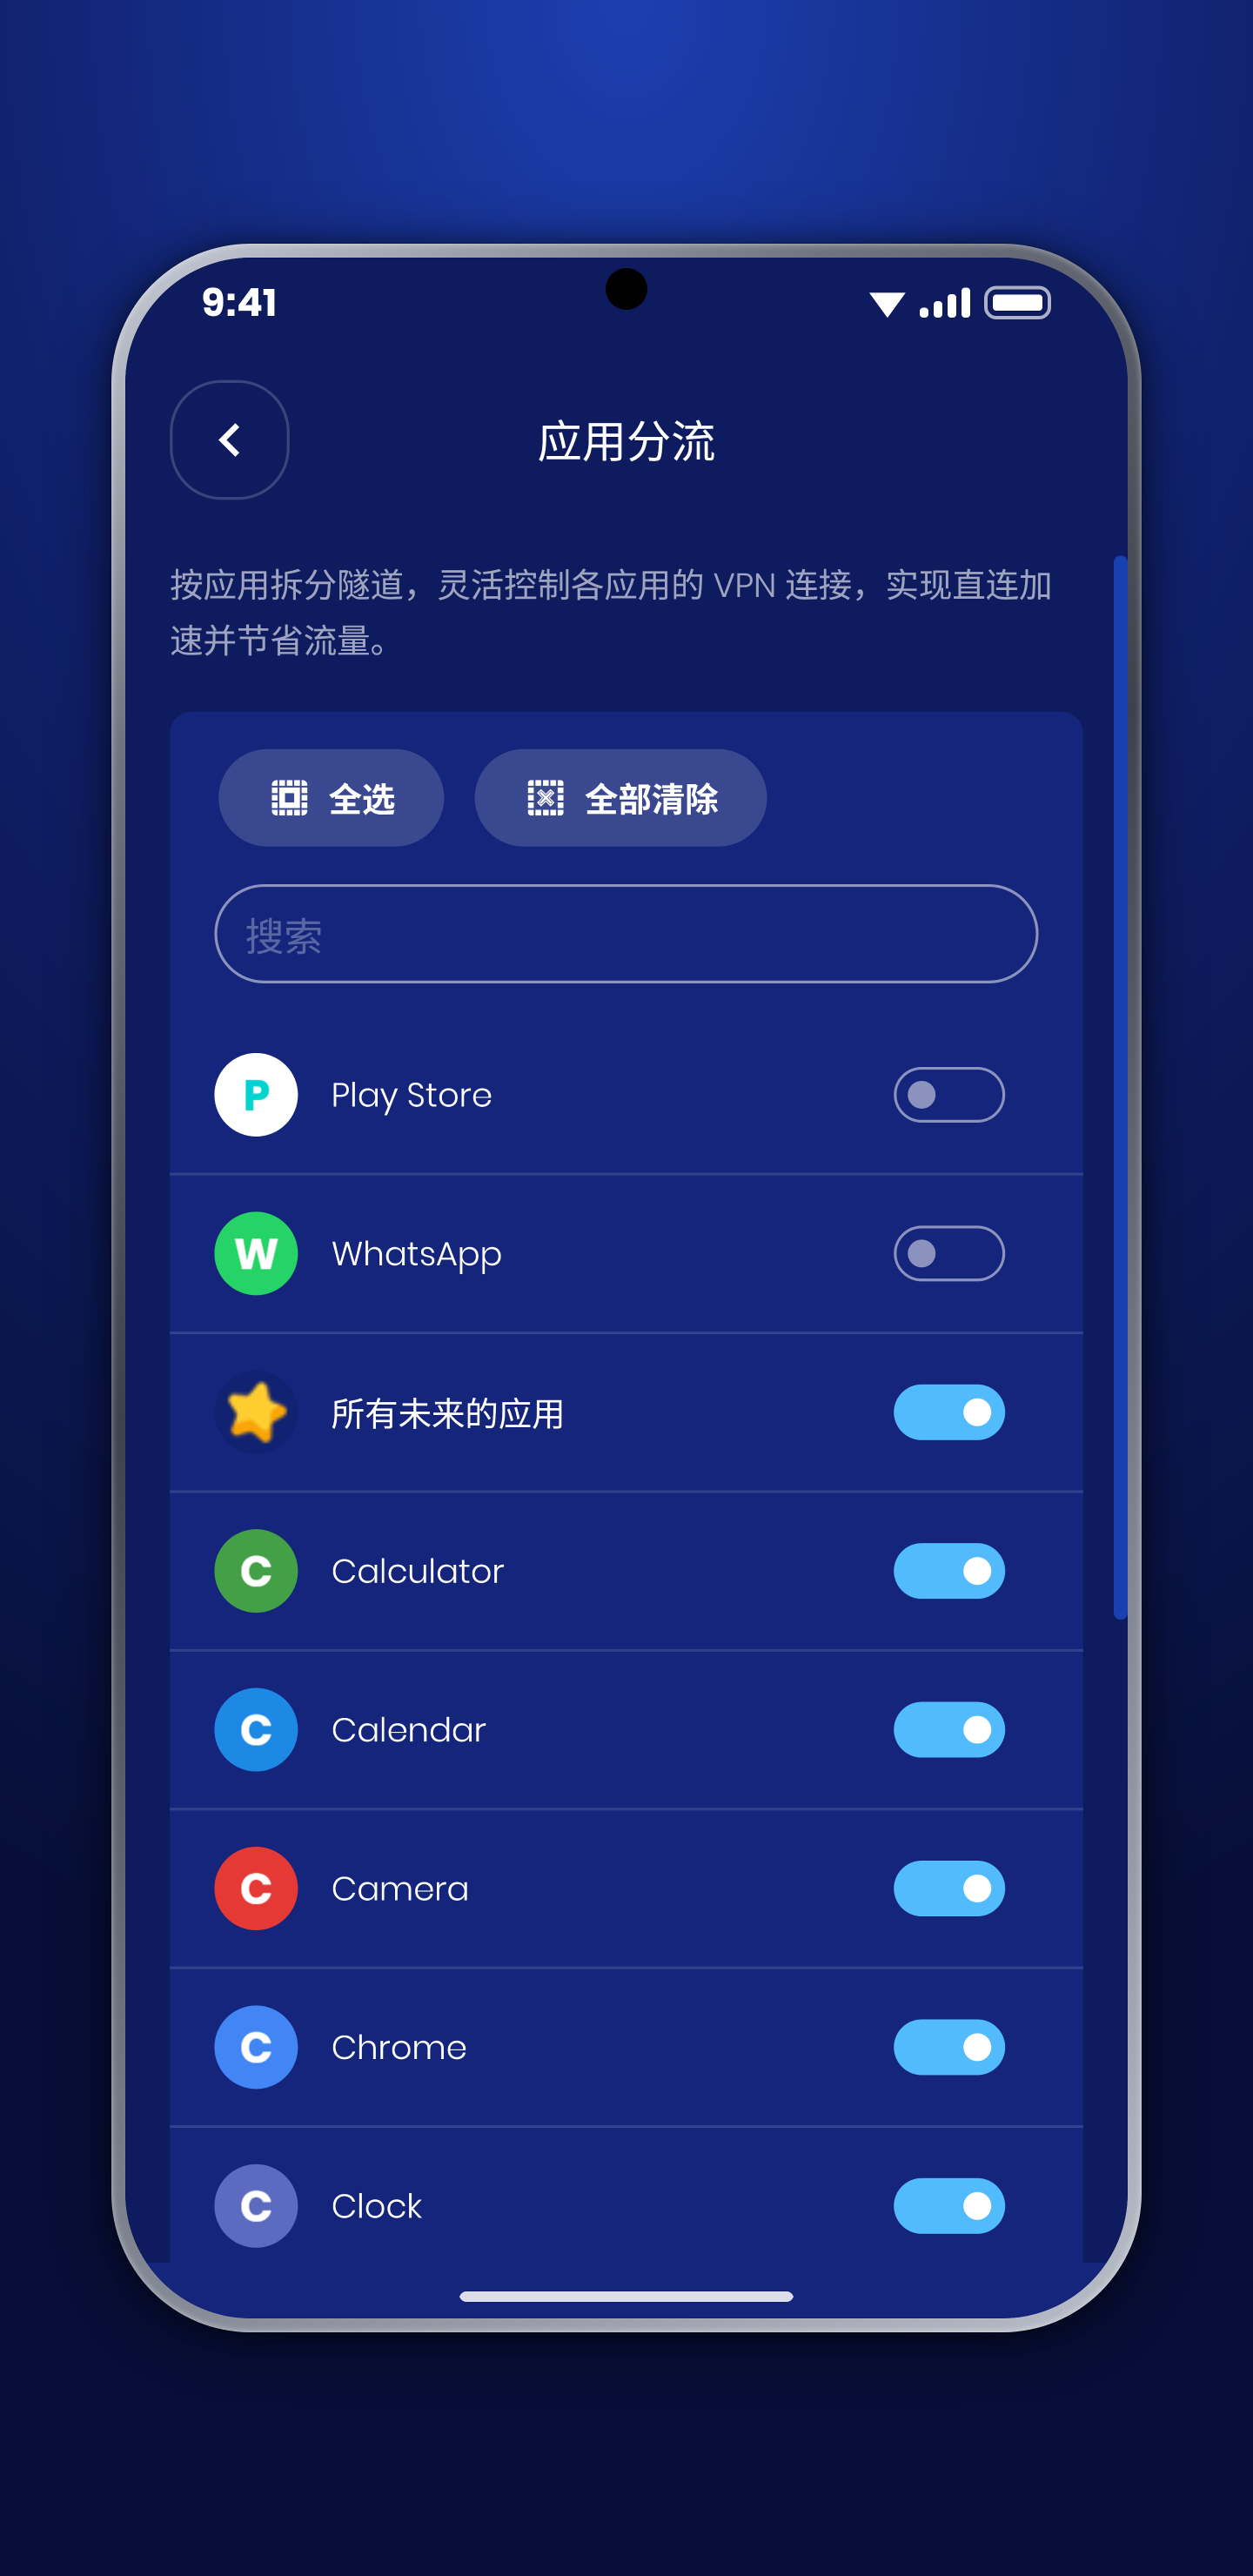 9:41
应用分流
按应用拆分隧道，灵活控制各应用的 VPN 连接，实现直连加
速并节省流量。
全选 全部清除
搜索
P Play Store
W WhatsApp
所有未来的应用
C Calculator
C Calendar
C Camera
C Chrome
C Clock